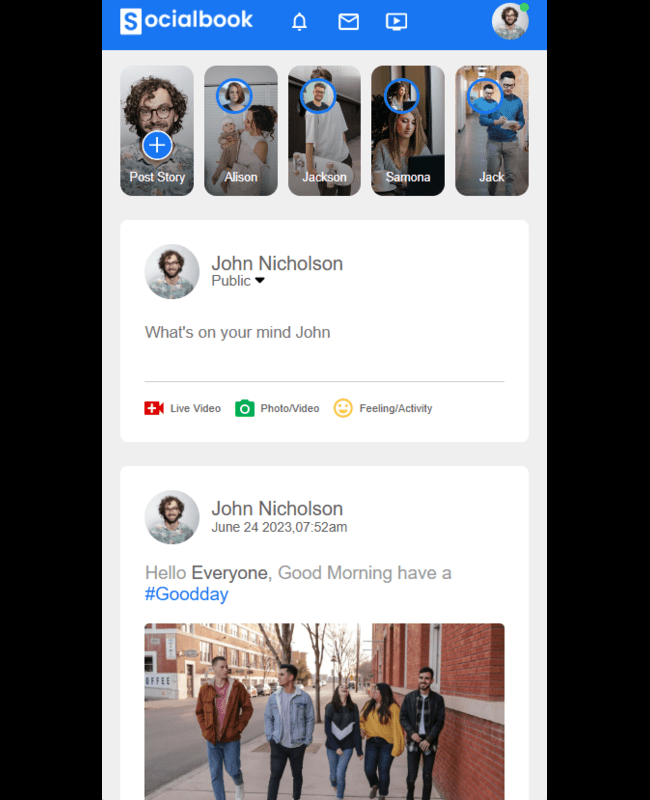 Socialbook
Post Story
Alison
Jackson
Samona
Jack
John Nicholson
Public
What's on your mind John
Live Video
Photo/Video
Feeling/Activity
John Nicholson
June 24 2023,07:52am
Hello Everyone, Good Morning have a
#Goodday
COFFEE